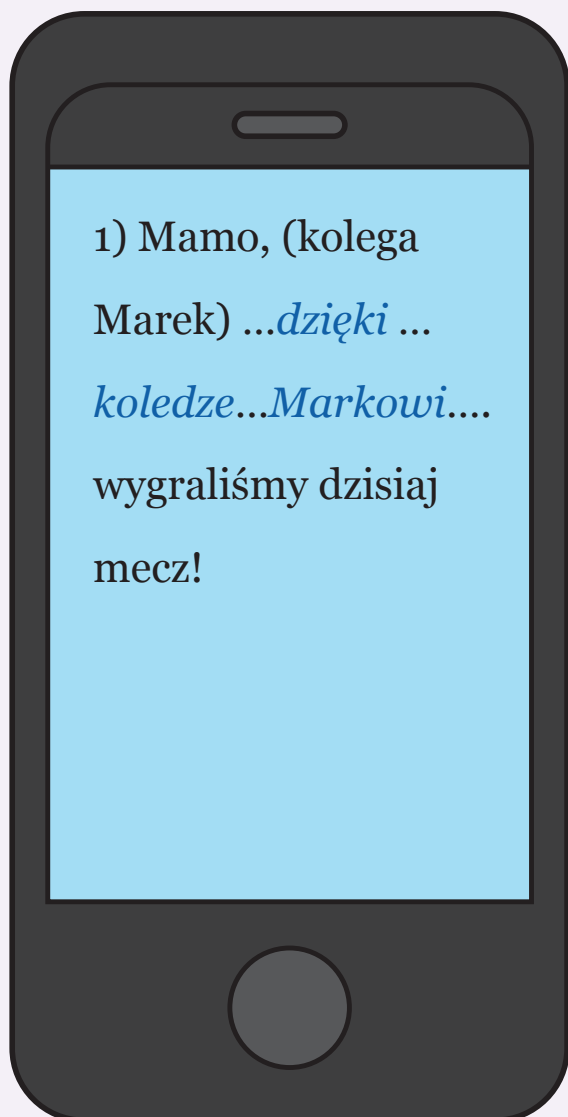 1) Mamo, (kolega
Marek) ...dzięki ...
koledze...Markowi....
wygraliśmy dzisiaj
mecz!